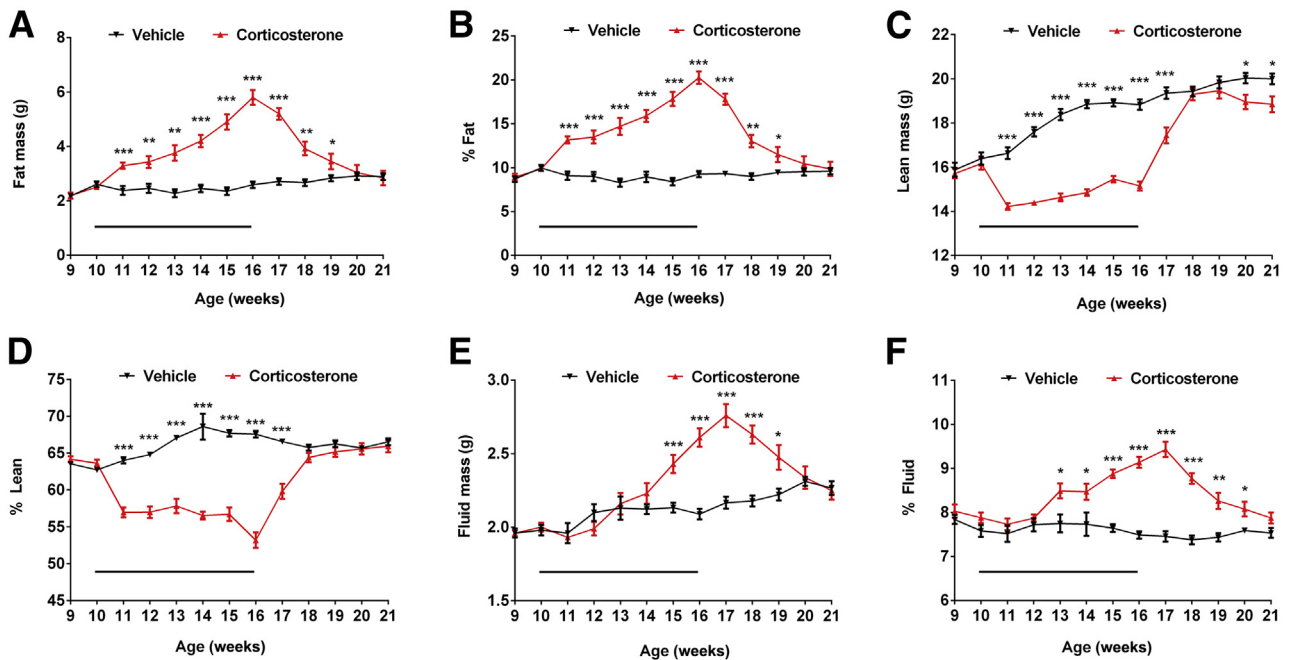 A
Vehicle Corticosterone
8
6
4
2
0
Fat mass (g)
*** ** ** *** *** *** *** ** *
9 10 11 12 13 14 15 16 17 18 19 20 21
Age (weeks)
B
Vehicle Corticosterone
25
20
15
10
5
0
% Fat
*** *** *** *** *** *** *** ** *
9 10 11 12 13 14 15 16 17 18 19 20 21
Age (weeks)
C
Vehicle Corticosterone
22
20
18
16
14
12
Lean mass (g)
*** *** *** *** *** *** *** * *
9 10 11 12 13 14 15 16 17 18 19 20 21
Age (weeks)
D
Vehicle Corticosterone
75
70
65
60
55
50
45
% Lean
*** *** *** *** *** *** ***
9 10 11 12 13 14 15 16 17 18 19 20 21
Age (weeks)
E
Vehicle Corticosterone
3.0
2.5
2.0
1.5
Fluid mass (g)
*** *** *** *** *
9 10 11 12 13 14 15 16 17 18 19 20 21
Age (weeks)
F
Vehicle Corticosterone
11
10
9
8
7
6
% Fluid
* * *** *** *** *** ** *
9 10 11 12 13 14 15 16 17 18 19 20 21
Age (weeks)